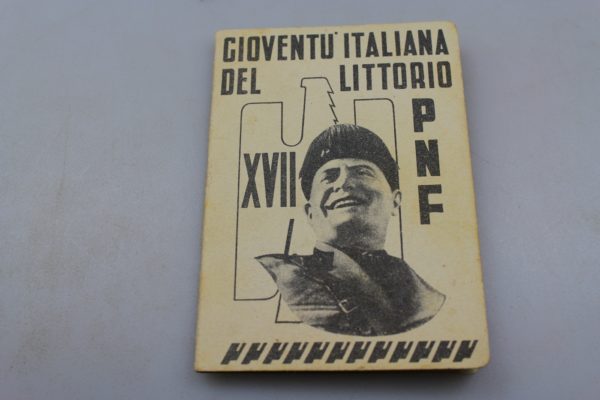 GIOVENTU' ITALIANA
DEL LITTORIO
PNF
XVII